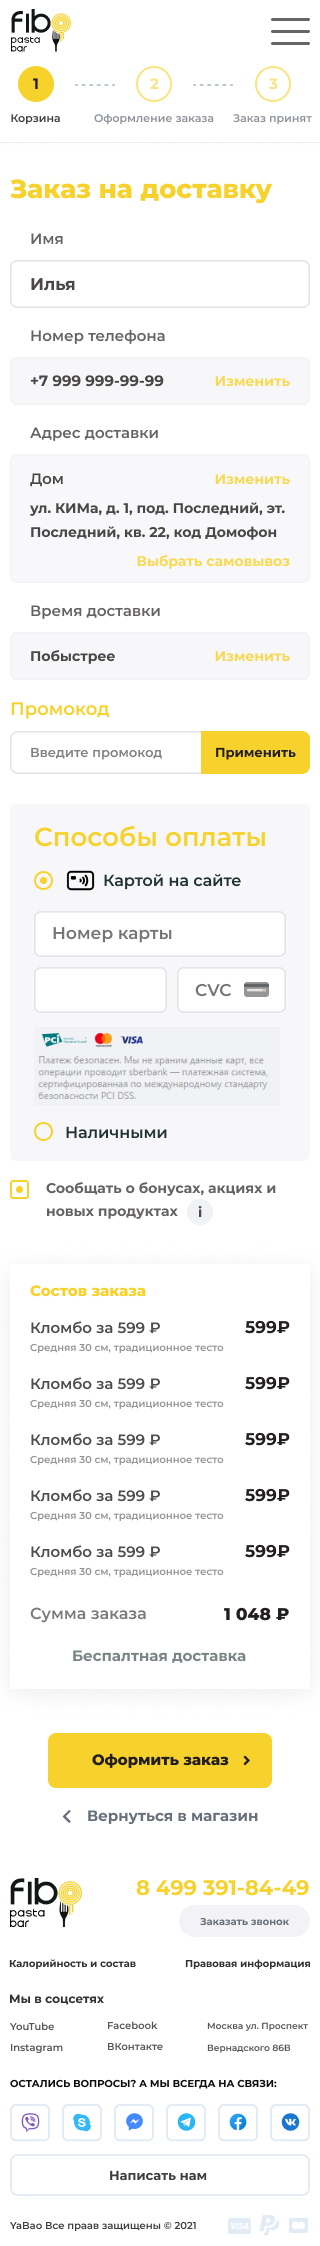 fibo
pasta
bar
1
2
3
Корзина
Оформление заказа
Заказ принят
Заказ на доставку
Имя
Илья
Номер телефона
+7 999 999-99-99
Изменить
Адрес доставки
Дом
Изменить
ул. КИМа, д. 1, под. Последний, эт.
Последний, кв. 22, код Домофон
Выбрать самовывоз
Время доставки
Побыстрее
Изменить
Промокод
Введите промокод
Применить
Способы оплаты
Картой на сайте
Номер карты
CVC
PCI
VISA
Платеж безопасен. Мы не храним данные карт, все
операции проводит sberbank — платежная система,
сертифицированная по международному стандарту
безопасности PCI DSS.
Наличными
Сообщать о бонусах, акциях и
новых продуктах i
Состав заказа
Кломбо за 599 ₽ 599₽
Средняя 30 см, традиционное тесто
Кломбо за 599 ₽ 599₽
Средняя 30 см, традиционное тесто
Кломбо за 599 ₽ 599₽
Средняя 30 см, традиционное тесто
Кломбо за 599 ₽ 599₽
Средняя 30 см, традиционное тесто
Кломбо за 599 ₽ 599₽
Средняя 30 см, традиционное тесто
Сумма заказа 1 048 ₽
Беспалтная доставка
Оформить заказ
Вернуться в магазин
fibo
pasta
bar
8 499 391-84-49
Заказать звонок
Калорийность и состав
Правовая информация
Мы в соцсетях
YouTube
Facebook
Москва ул. Проспект
Instagram
ВКонтакте
Вернадского 86В
ОСТАЛИСЬ ВОПРОСЫ? А МЫ ВСЕГДА НА СВЯЗИ:
Написать нам
YaBao Все праав защищены © 2021
VISA